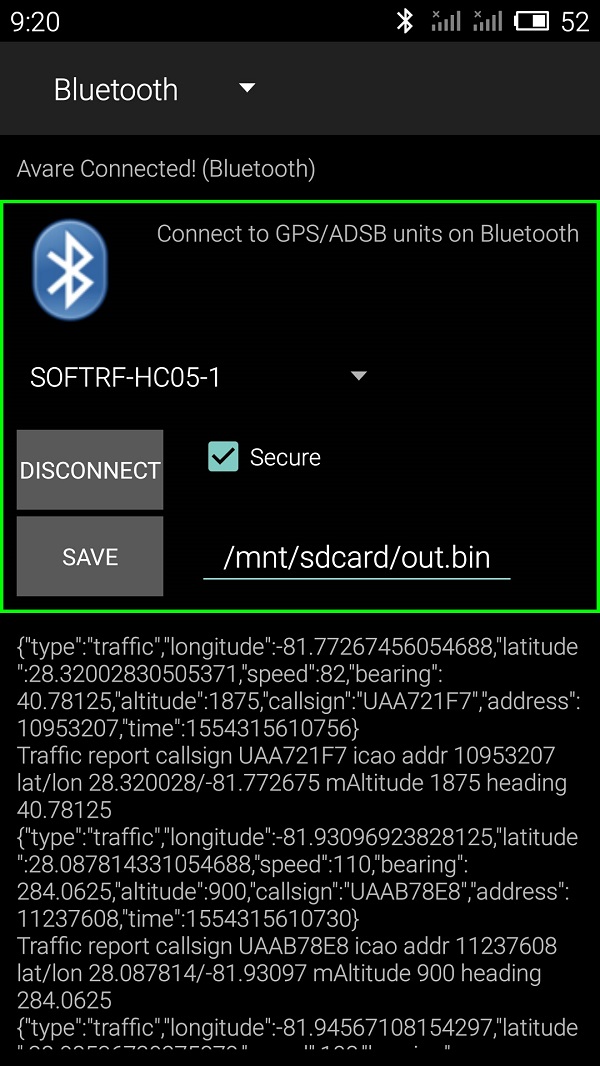 9:20
52
Bluetooth
Avare Connected! (Bluetooth)
Connect to GPS/ADSB units on Bluetooth
SOFTRF-HC05-1
DISCONNECT
Secure
SAVE
/mnt/sdcard/out.bin
{"type":"traffic","longitude":-81.77267456054688,"latitude
":28.32002830505371,"speed":82,"bearing":
40.78125,"altitude":1875,"callsign":"UAA721F7","address":
10953207,"time":1554315610756}
Traffic report callsign UAA721F7 icao addr 10953207
lat/lon 28.320028/-81.772675 mAltitude 1875 heading
40.78125
{"type":"traffic","longitude":-81.93096923828125,"latitude
":28.087814331054688,"speed":110,"bearing":
284.0625,"altitude":900,"callsign":"UAAB78E8","address":
11237608,"time":1554315610730}
Traffic report callsign UAAB78E8 icao addr 11237608
lat/lon 28.087814/-81.93097 mAltitude 900 heading
284.0625
{"type":"traffic","longitude":-81.94567108154297,"latitude